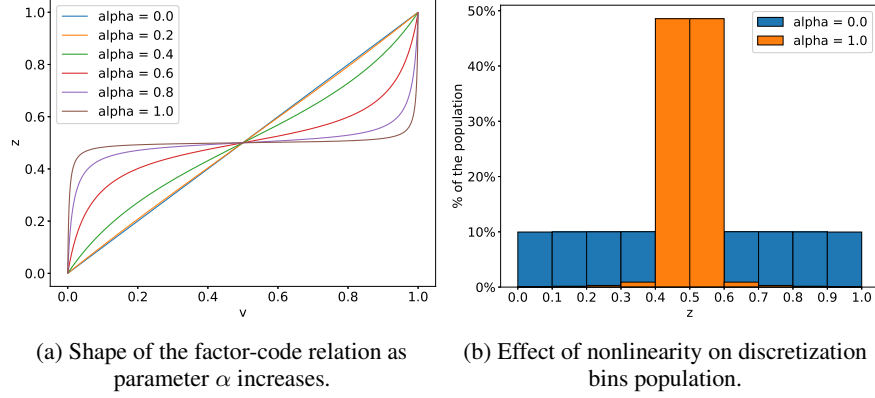 1.0
0.8
0.6
0.4
0.2
0.0
z
alpha = 0.0
alpha = 0.2
alpha = 0.4
alpha = 0.6
alpha = 0.8
alpha = 1.0
0.0 0.2 0.4 0.6 0.8 1.0
v
(a) Shape of the factor-code relation as
parameter α increases.
50%
40%
30%
20%
10%
0%
% of the population
alpha = 0.0
alpha = 1.0
0.0 0.1 0.2 0.3 0.4 0.5 0.6 0.7 0.8 0.9 1.0
z
(b) Effect of nonlinearity on discretization
bins population.